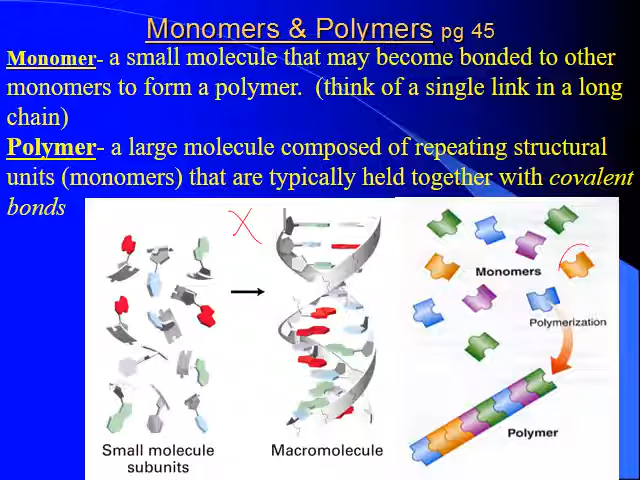 Monomers & Polymers pg 45
Monomer- a small molecule that may become bonded to other
monomers to form a polymer. (think of a single link in a long
chain)
Polymer- a large molecule composed of repeating structural
units (monomers) that are typically held together with covalent
bonds
Monomers
Polymerization
Polymer
Small molecule
subunits
Macromolecule